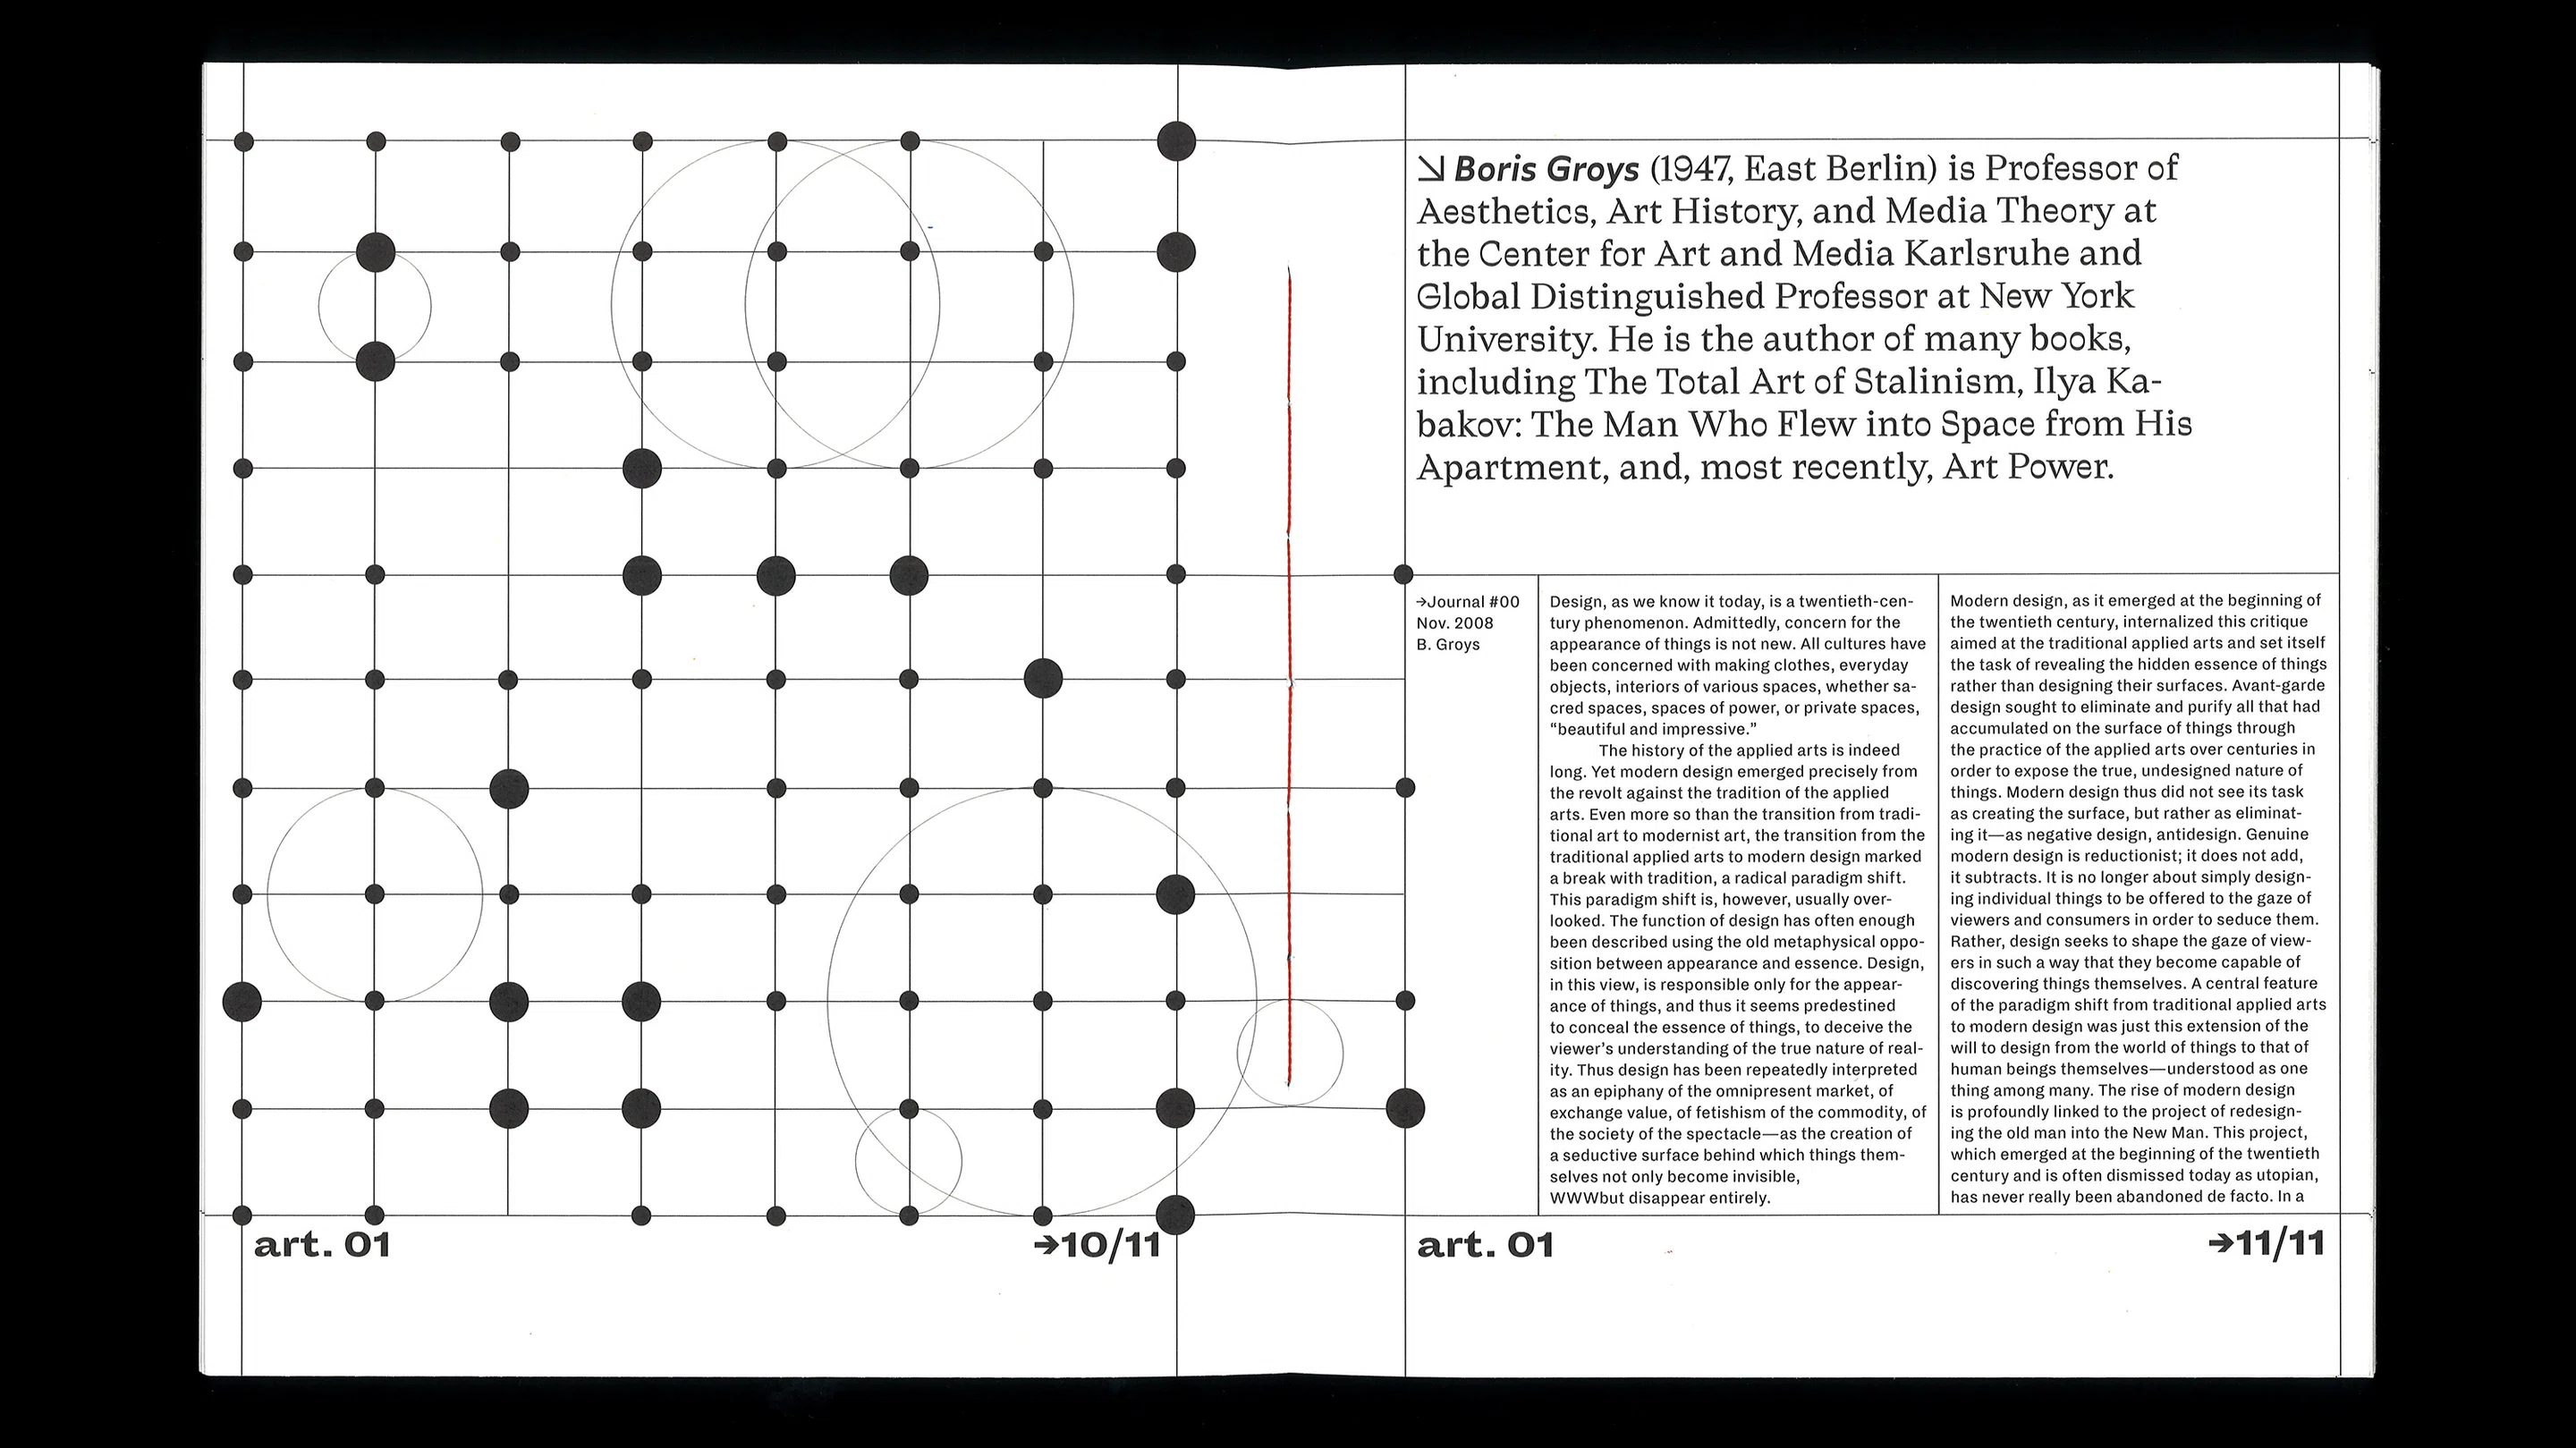 ↘ Boris Groys (1947, East Berlin) is Professor of
Aesthetics, Art History, and Media Theory at
the Center for Art and Media Karlsruhe and
Global Distinguished Professor at New York
University. He is the author of many books,
including The Total Art of Stalinism, Ilya Ka-
bakov: The Man Who Flew into Space from His
Apartment, and, most recently, Art Power.
→Journal #00
Nov. 2008
B. Groys
Design, as we know it today, is a twentieth-cen-
tury phenomenon. Admittedly, concern for the
appearance of things is not new. All cultures have
been concerned with making clothes, everyday
objects, interiors of various spaces, whether sa-
cred spaces, spaces of power, or private spaces,
“beautiful and impressive.”
The history of the applied arts is indeed
long. Yet modern design emerged precisely from
the revolt against the tradition of the applied
arts. Even more so than the transition from tradi-
tional art to modernist art, the transition from the
traditional applied arts to modern design marked
a break with tradition, a radical paradigm shift.
This paradigm shift is, however, usually over-
looked. The function of design has often enough
been described using the old metaphysical oppo-
sition between appearance and essence. Design,
in this view, is responsible only for the appear-
ance of things, and thus it seems predestined
to conceal the essence of things, to deceive the
viewer’s understanding of the true nature of real-
ity. Thus design has been repeatedly interpreted
as an epiphany of the omnipresent market, of
exchange value, of fetishism of the commodity, of
the society of the spectacle—as the creation of
a seductive surface behind which things them-
selves not only become invisible,
WWWbut disappear entirely.
Modern design, as it emerged at the beginning of
the twentieth century, internalized this critique
aimed at the traditional applied arts and set itself
the task of revealing the hidden essence of things
rather than designing their surfaces. Avant-garde
design sought to eliminate and purify all that had
accumulated on the surface of things through
the practice of the applied arts over centuries in
order to expose the true, undesigned nature of
things. Modern design thus did not see its task
as creating the surface, but rather as eliminat-
ing it—as negative design, antidesign. Genuine
modern design is reductionist; it does not add,
it subtracts. It is no longer about simply design-
ing individual things to be offered to the gaze of
viewers and consumers in order to seduce them.
Rather, design seeks to shape the gaze of view-
ers in such a way that they become capable of
discovering things themselves. A central feature
of the paradigm shift from traditional applied arts
to modern design was just this extension of the
will to design from the world of things to that of
human beings themselves—understood as one
thing among many. The rise of modern design
is profoundly linked to the project of redesign-
ing the old man into the New Man. This project,
which emerged at the beginning of the twentieth
century and is often dismissed today as utopian,
has never really been abandoned de facto. In a
art. 01
→10/11
art. 01
→11/11